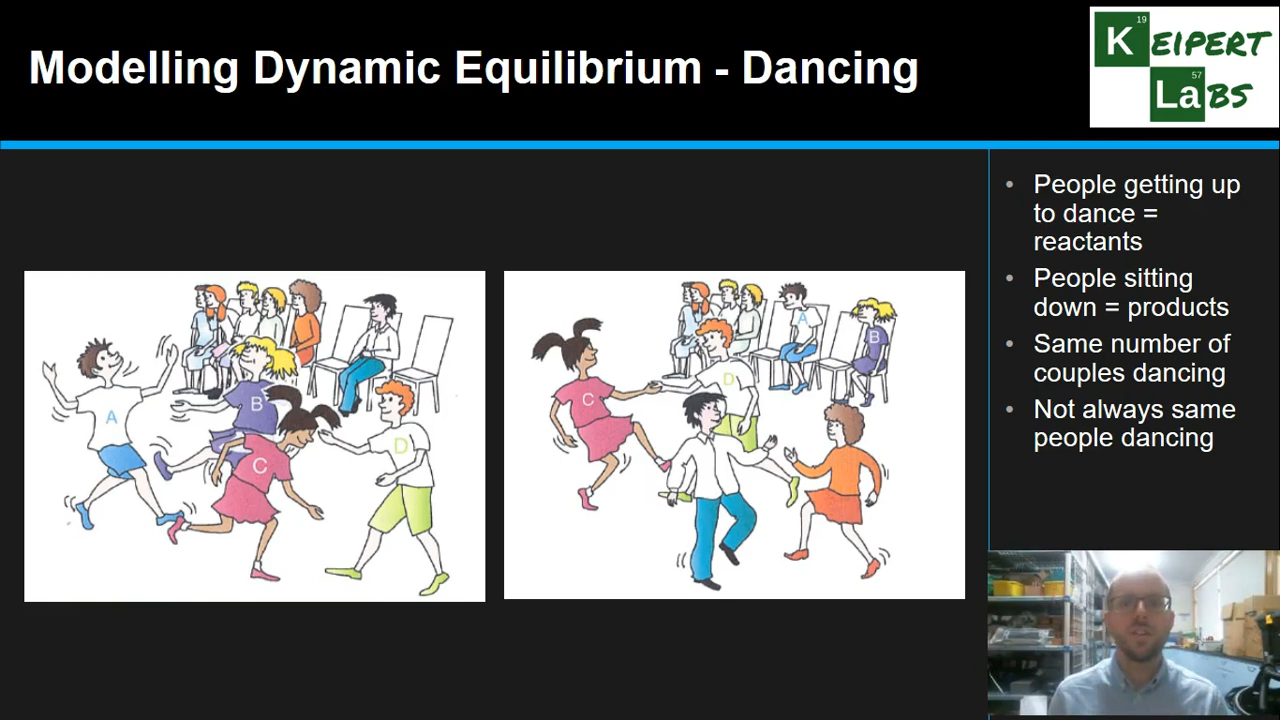 Modelling Dynamic Equilibrium - Dancing
19
KEIPERT
57
LaBS
• People getting up
to dance =
reactants
• People sitting
down = products
• Same number of
couples dancing
• Not always same
people dancing
A
B
C
D
A
B
C
D